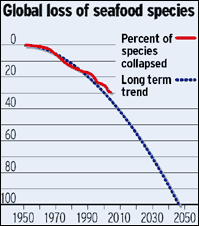 Global loss of seafood species
0
20
40
60
80
100
Percent of
species
collapsed
Long term
trend
1950 1970 1990 2010 2030 2050